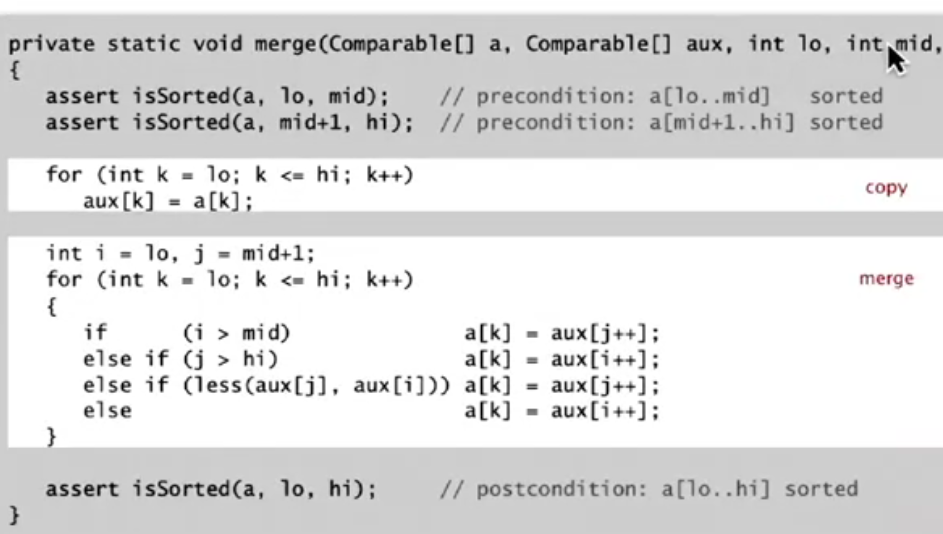 private static void merge(Comparable[] a, Comparable[] aux, int lo, int mid,
{
assert isSorted(a, lo, mid); // precondition: a[lo..mid] sorted
assert isSorted(a, mid+1, hi); // precondition: a[mid+1..hi] sorted
for (int k = lo; k <= hi; k++)
aux[k] = a[k];
copy
int i = lo, j = mid+1;
for (int k = lo; k <= hi; k++)
merge
{
if (i > mid) a[k] = aux[j++];
else if (j > hi) a[k] = aux[i++];
else if (less(aux[j], aux[i])) a[k] = aux[j++];
else a[k] = aux[i++];
}
assert isSorted(a, lo, hi); // postcondition: a[lo..hi] sorted
}